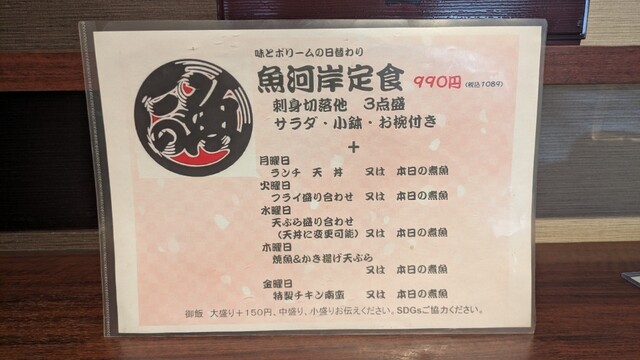 味とボリームの日替わり
魚河岸定食 990円 (税込1089)
刺身切落他 3点盛
サラダ・小鉢・お椀付き
+
月曜日
ランチ 天丼 又は 本日の煮魚
火曜日
フライ盛り合わせ 又は 本日の煮魚
水曜日
天ぷら盛り合わせ
(天丼に変更可能) 又は 本日の煮魚
木曜日
焼魚&かき揚げ天ぷら
又は 本日の煮魚
金曜日
特製チキン南蛮 又は 本日の煮魚
御飯 大盛り+150円、中盛り、小盛りお伝えください。SDGsご協力ください。